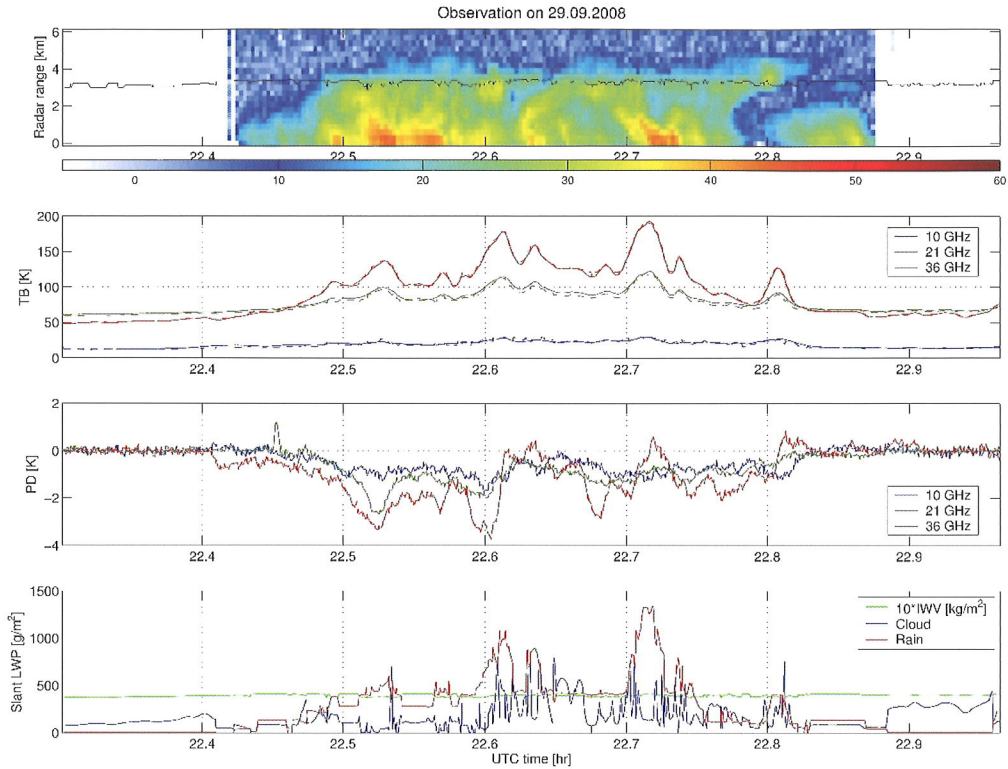 Observation on 29.09.2008
Radar range [km]
6
4
2
0
22.4 22.5 22.6 22.7 22.8 22.9
0 10 20 30 40 50 60
TB [K]
200
150
100
50
0
10 GHz
21 GHz
36 GHz
22.4 22.5 22.6 22.7 22.8 22.9
PD [K]
2
0
−2
−4
10 GHz
21 GHz
36 GHz
22.4 22.5 22.6 22.7 22.8 22.9
Slant LWP [g/m²]
1500
1000
500
0
10*IWV [kg/m²]
Cloud
Rain
22.4 22.5 22.6 22.7 22.8 22.9
UTC time [hr]